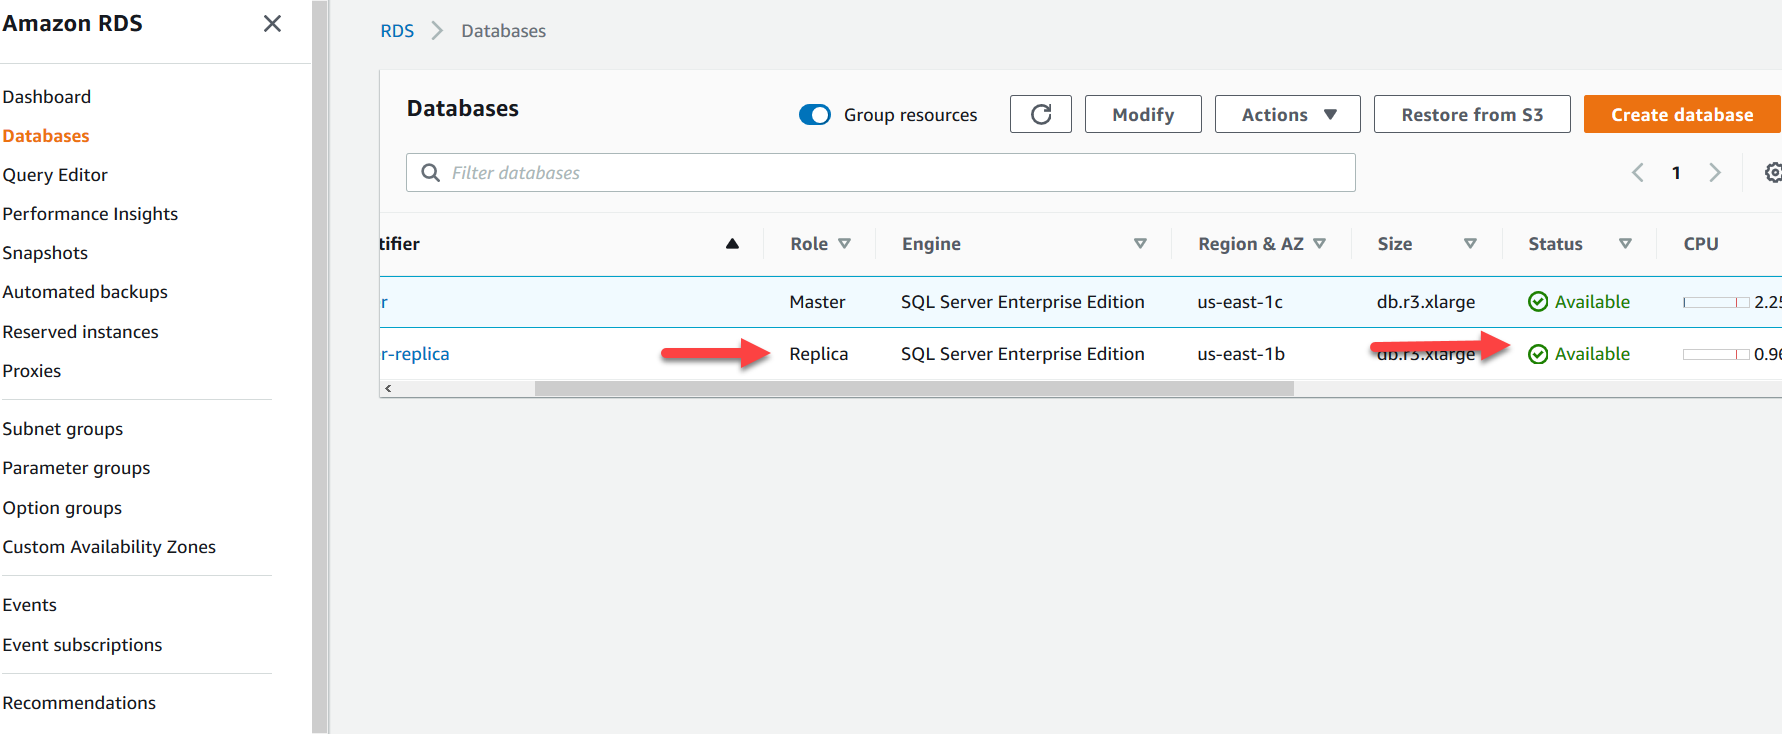 Amazon RDS
Dashboard
Databases
Query Editor
Performance Insights
Snapshots
Automated backups
Reserved instances
Proxies
Subnet groups
Parameter groups
Option groups
Custom Availability Zones
Events
Event subscriptions
Recommendations
RDS > Databases
Databases
Group resources
Modify
Actions
Restore from S3
Create database
Filter databases
1
tifier Role Engine Region & AZ Size Status CPU
r Master SQL Server Enterprise Edition us-east-1c db.r3.xlarge Available 2.25
r-replica Replica SQL Server Enterprise Edition us-east-1b db.r3.xlarge Available 0.96